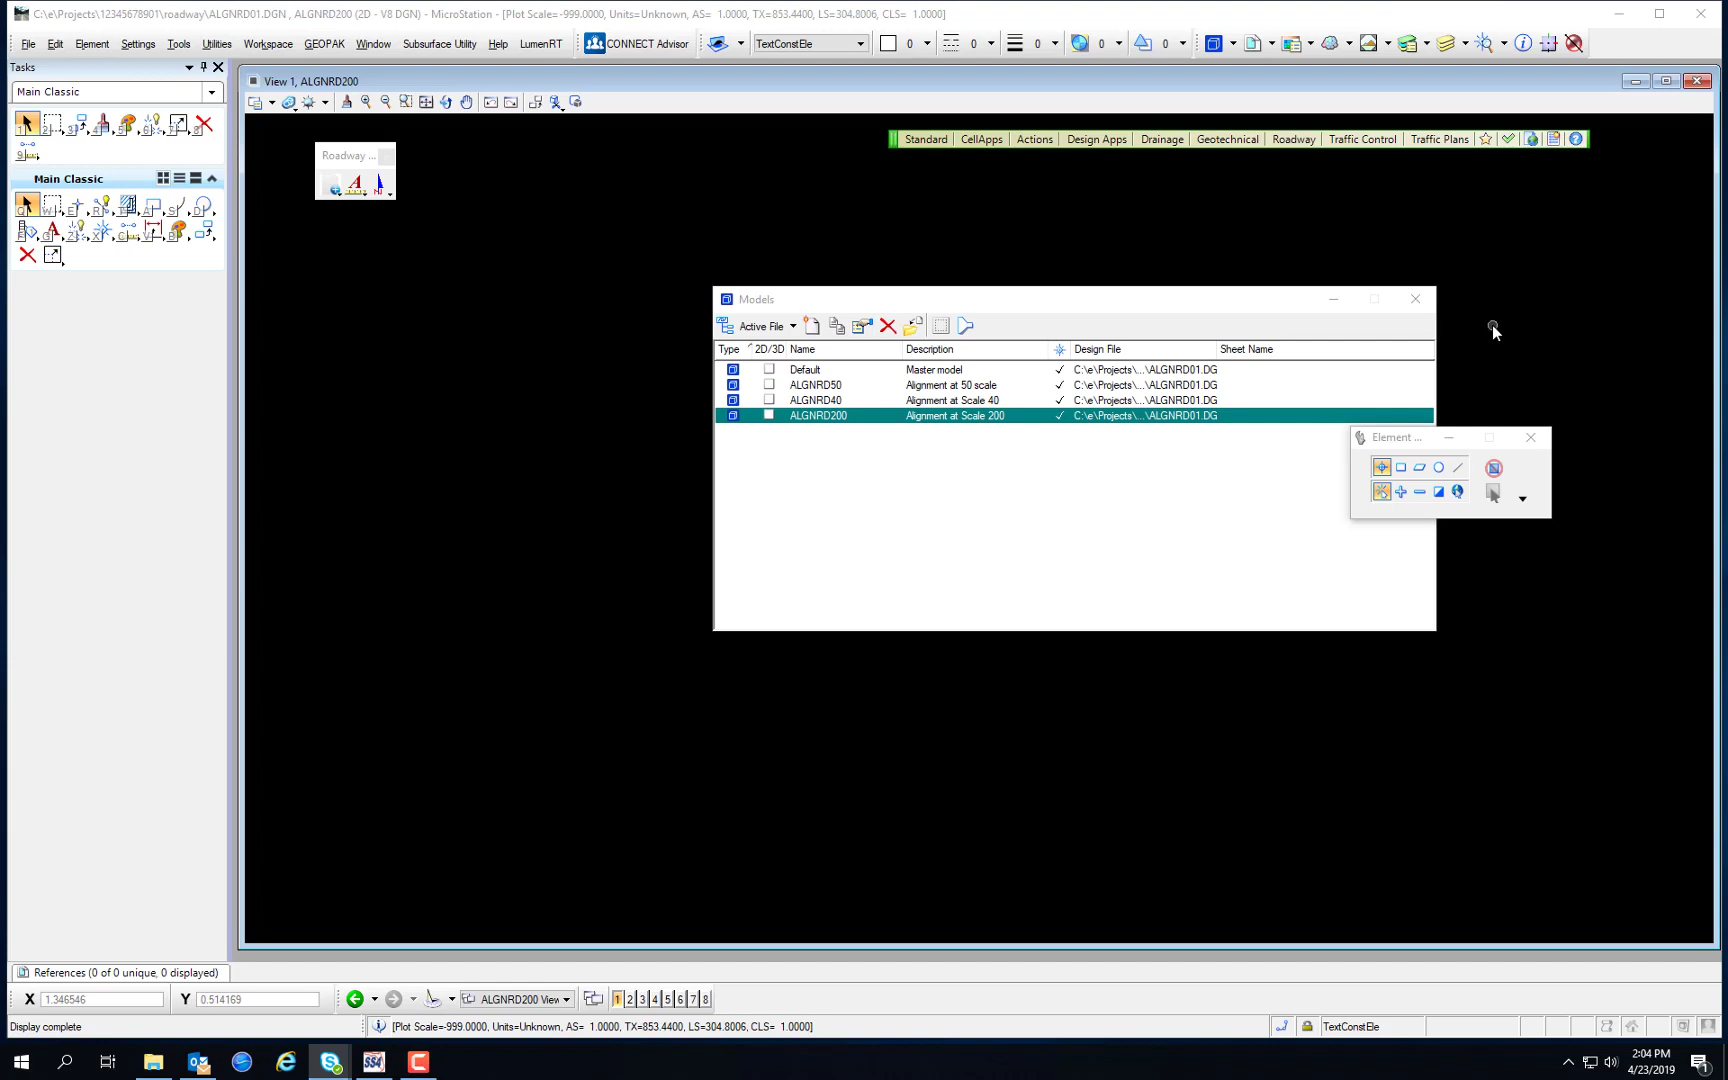 C:\e\Projects\12345678901\roadway\ALGNRD01.DGN , ALGNRD200 (2D - V8 DGN) - MicroStation - [Plot Scale=-999.0000, Units=Unknown, AS= 1.0000, TX=853.4400, LS=304.8006, CLS= 1.0000]
File Edit Element Settings Tools Utilities Workspace GEOPAK Window Subsurface Utility Help LumenRT CONNECT Advisor TextConstEle 0 0 0 0 0
Tasks
View 1, ALGNRD200
Main Classic
Standard CellApps Actions Design Apps Drainage Geotechnical Roadway Traffic Control Traffic Plans
Roadway ...
Main Classic
Models
Active File
Type 2D/3D Name Description Design File Sheet Name
Default Master model C:\e\Projects\...\ALGNRD01.DG
ALGNRD50 Alignment at 50 scale C:\e\Projects\...\ALGNRD01.DG
ALGNRD40 Alignment at Scale 40 C:\e\Projects\...\ALGNRD01.DG
ALGNRD200 Alignment at Scale 200 C:\e\Projects\...\ALGNRD01.DG
Element ...
References (0 of 0 unique, 0 displayed)
X 1.346546 Y 0.514169 ALGNRD200 View 1 2 3 4 5 6 7 8
Display complete [Plot Scale=-999.0000, Units=Unknown, AS= 1.0000, TX=853.4400, LS=304.8006, CLS= 1.0000] TextConstEle
SS4
2:04 PM
4/23/2019
1